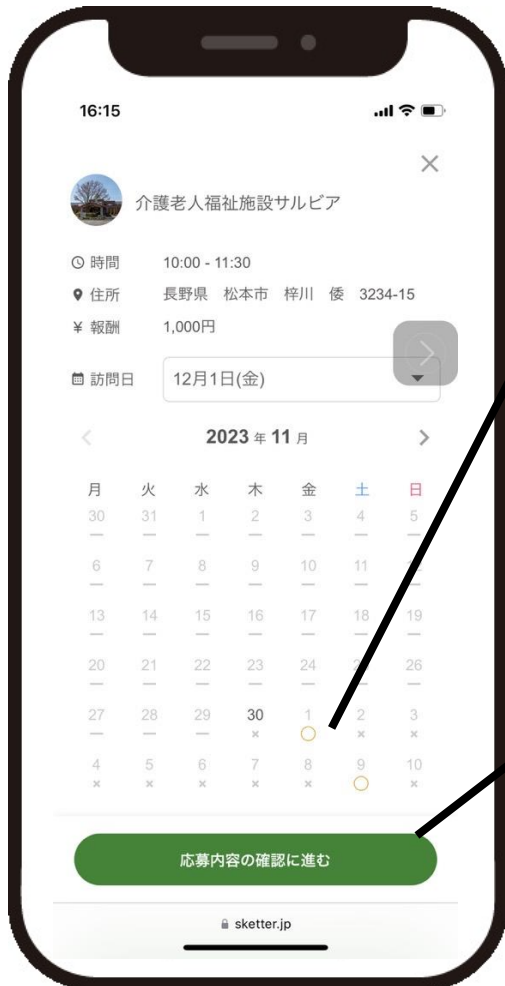 16:15
介護老人福祉施設サルビア
時間 10:00 - 11:30
住所 長野県 松本市 梓川 倭 3234-15
¥ 報酬 1,000円
訪問日 12月1日(金)
2023 年 11 月
月 火 水 木 金 土 日
30 31 1 2 3 4 5
6 7 8 9 10 11
13 14 15 16 17 18 19
20 21 22 23 24 26
27 28 29 30 1 2 3
4 5 6 7 8 9 10
応募内容の確認に進む
sketter.jp